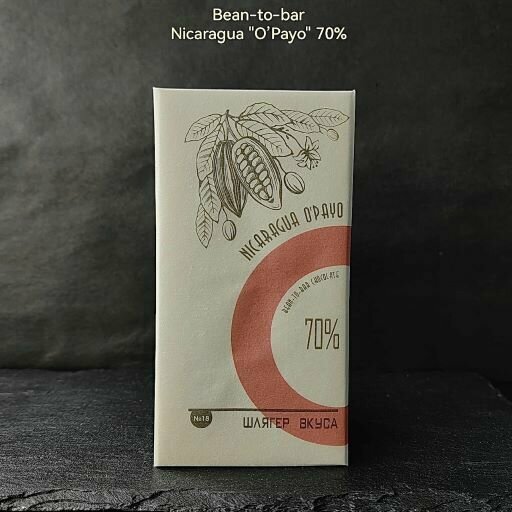 Bean-to-bar
Nicaragua "O'Payo" 70%
NICARAGUA O'PAYO
BEAN-TO-BAR CHOCOLATE
70%
№18
ШЛЯГЕР ВКУСА